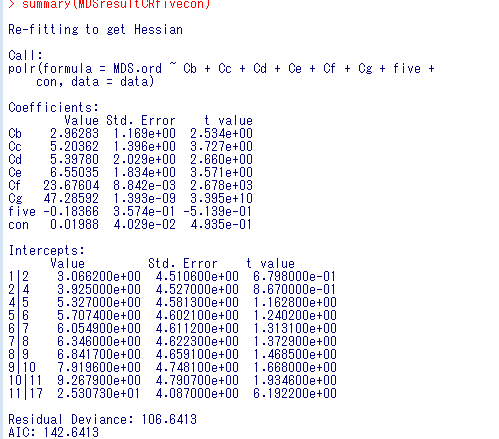 > summary(MDSresultCRfivecon)
Re-fitting to get Hessian
Call:
polr(formula = MDS.ord ~ Cb + Cc + Cd + Ce + Cf + Cg + five +
con, data = data)
Coefficients:
Value Std. Error t value
Cb 2.96283 1.169e+00 2.534e+00
Cc 5.20362 1.396e+00 3.727e+00
Cd 5.39780 2.029e+00 2.660e+00
Ce 6.55035 1.834e+00 3.571e+00
Cf 23.67604 8.842e-03 2.678e+03
Cg 47.28592 1.393e-09 3.395e+10
five -0.18366 3.574e-01 -5.139e-01
con 0.01988 4.029e-02 4.935e-01
Intercepts:
Value Std. Error t value
1|2 3.066200e+00 4.510600e+00 6.798000e-01
2|4 3.925000e+00 4.527000e+00 8.670000e-01
4|5 5.327000e+00 4.581300e+00 1.162800e+00
5|6 5.707400e+00 4.602100e+00 1.240200e+00
6|7 6.054900e+00 4.611200e+00 1.313100e+00
7|8 6.346000e+00 4.622300e+00 1.372900e+00
8|9 6.841700e+00 4.659100e+00 1.468500e+00
9|10 7.919600e+00 4.748100e+00 1.668000e+00
10|11 9.267900e+00 4.790700e+00 1.934600e+00
11|17 2.530730e+01 4.087000e+00 6.192200e+00
Residual Deviance: 106.6413
AIC: 142.6413